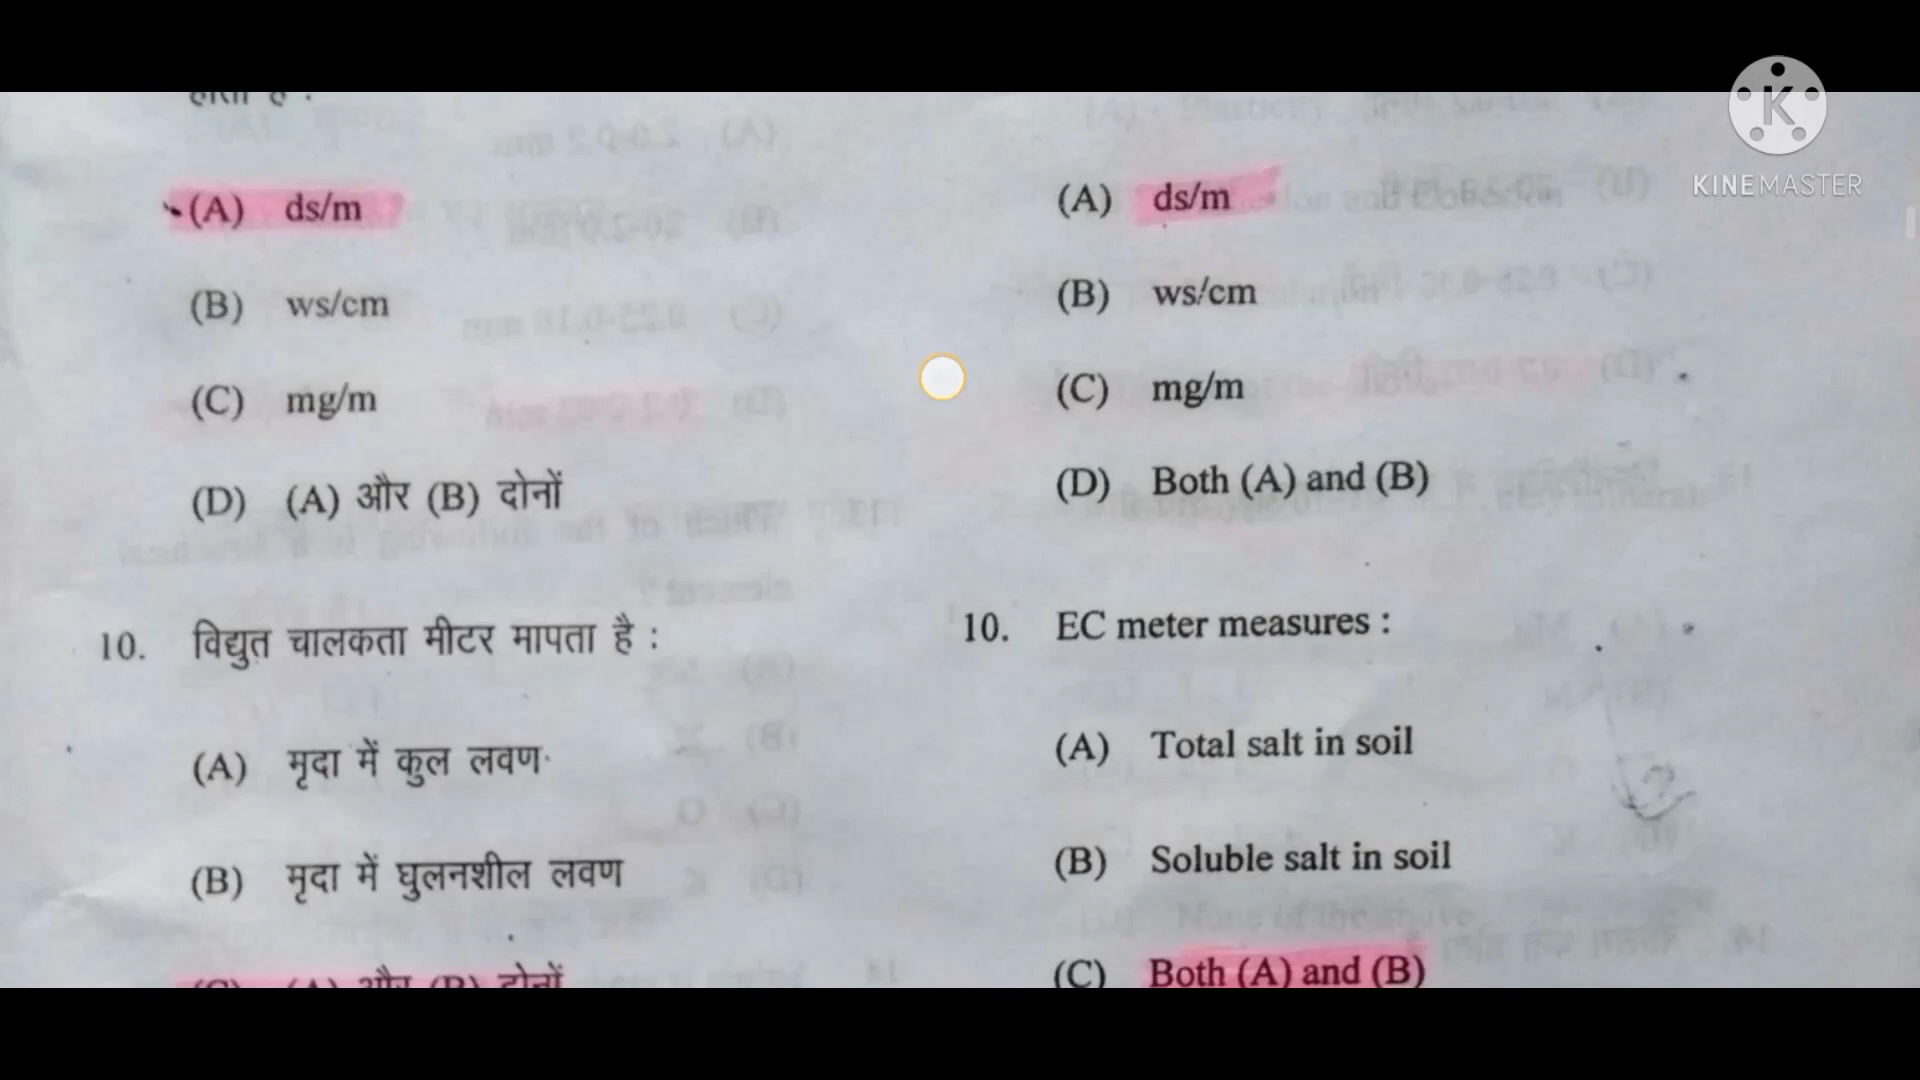 होता है :
(A) ds/m
(B) ws/cm
(C) mg/m
(D) (A) और (B) दोनों
10. विद्युत चालकता मीटर मापता है :
(A) मृदा में कुल लवण
(B) मृदा में घुलनशील लवण
(C) (A) और (B) दोनों
(A) ds/m
(B) ws/cm
(C) mg/m
(D) Both (A) and (B)
10. EC meter measures :
(A) Total salt in soil
(B) Soluble salt in soil
(C) Both (A) and (B)
K
KINEMASTER